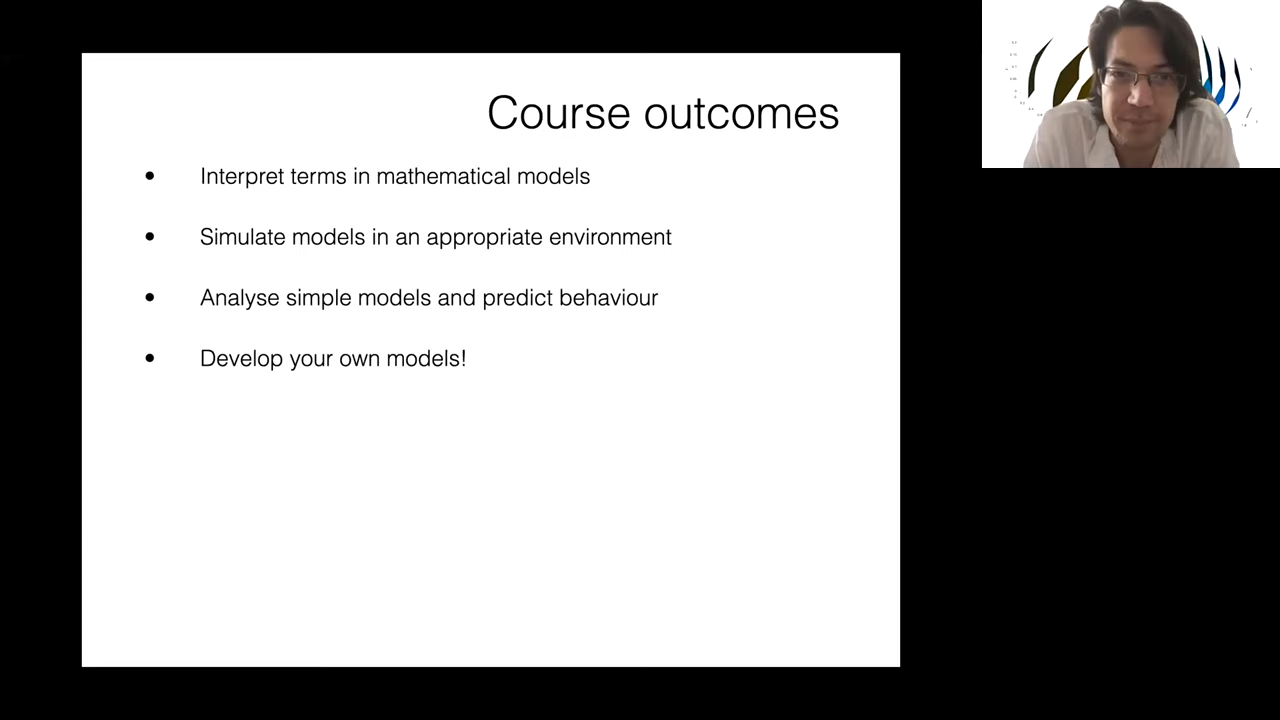 Course outcomes
• Interpret terms in mathematical models
• Simulate models in an appropriate environment
• Analyse simple models and predict behaviour
• Develop your own models!